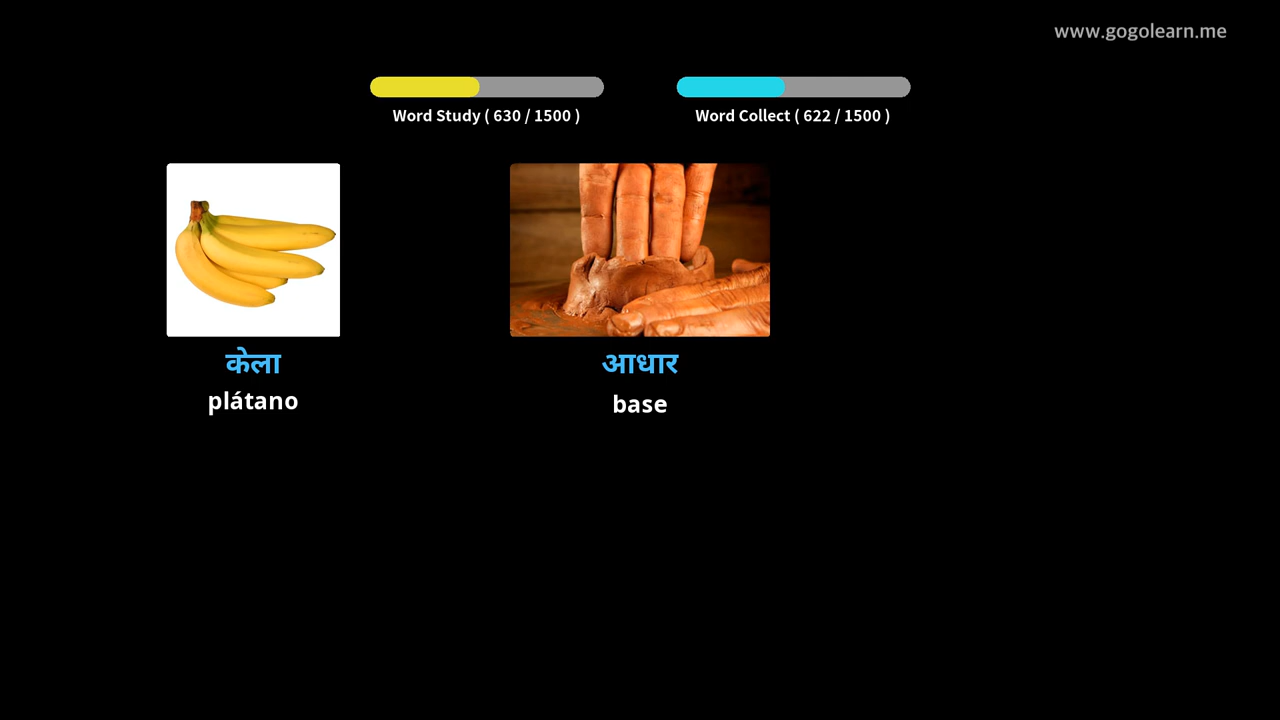 www.gogolearn.me
Word Study ( 630 / 1500 )
Word Collect ( 622 / 1500 )
केला
plátano
आधार
base